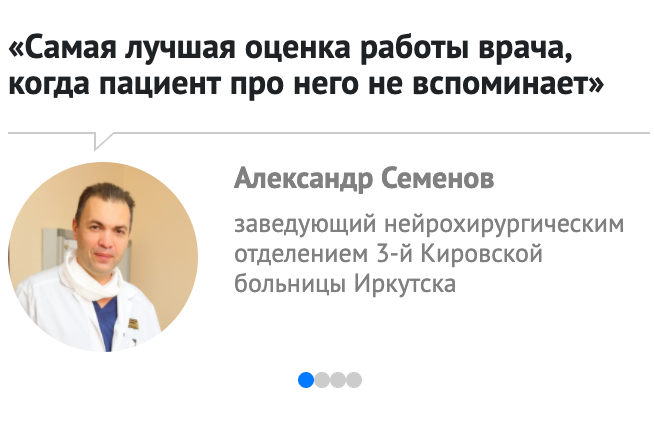 «Самая лучшая оценка работы врача,
когда пациент про него не вспоминает»
Александр Семенов
заведующий нейрохирургическим
отделением 3-й Кировской
больницы Иркутска